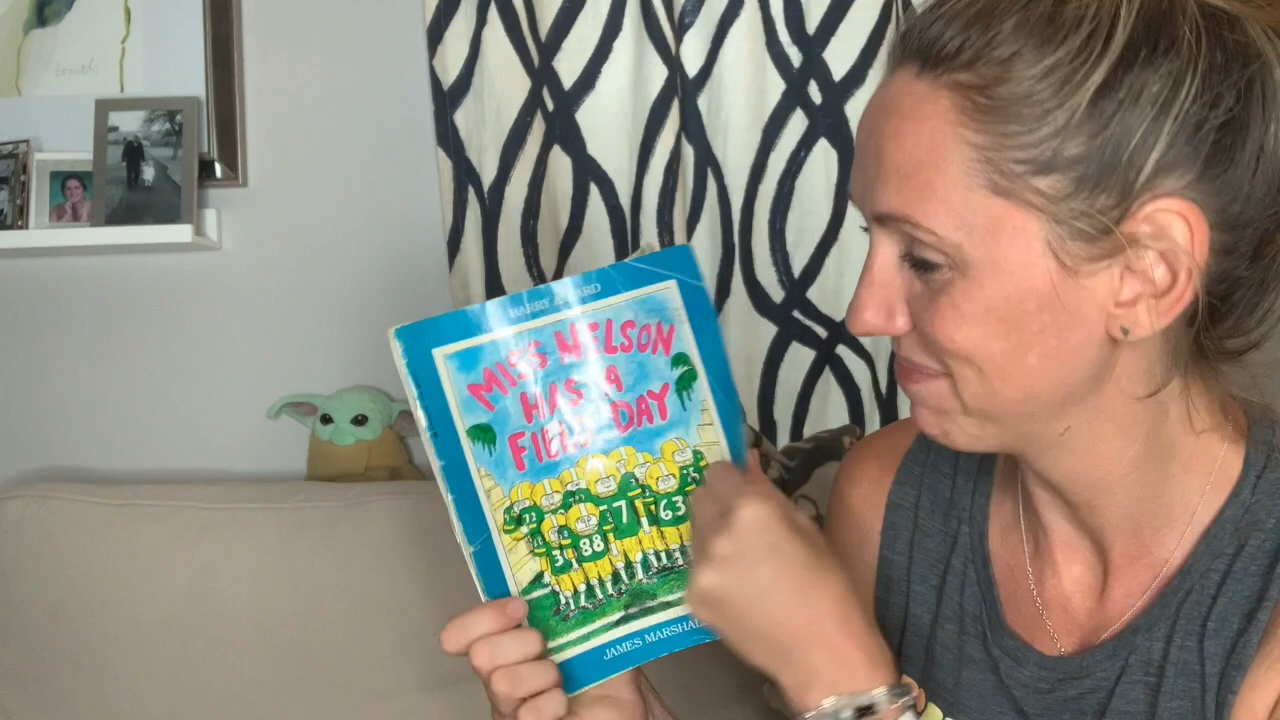 HARRY ALLARD
MISS NELSON
HAS A
FIELD DAY
72
7
63
3
88
JAMES MARSHALL